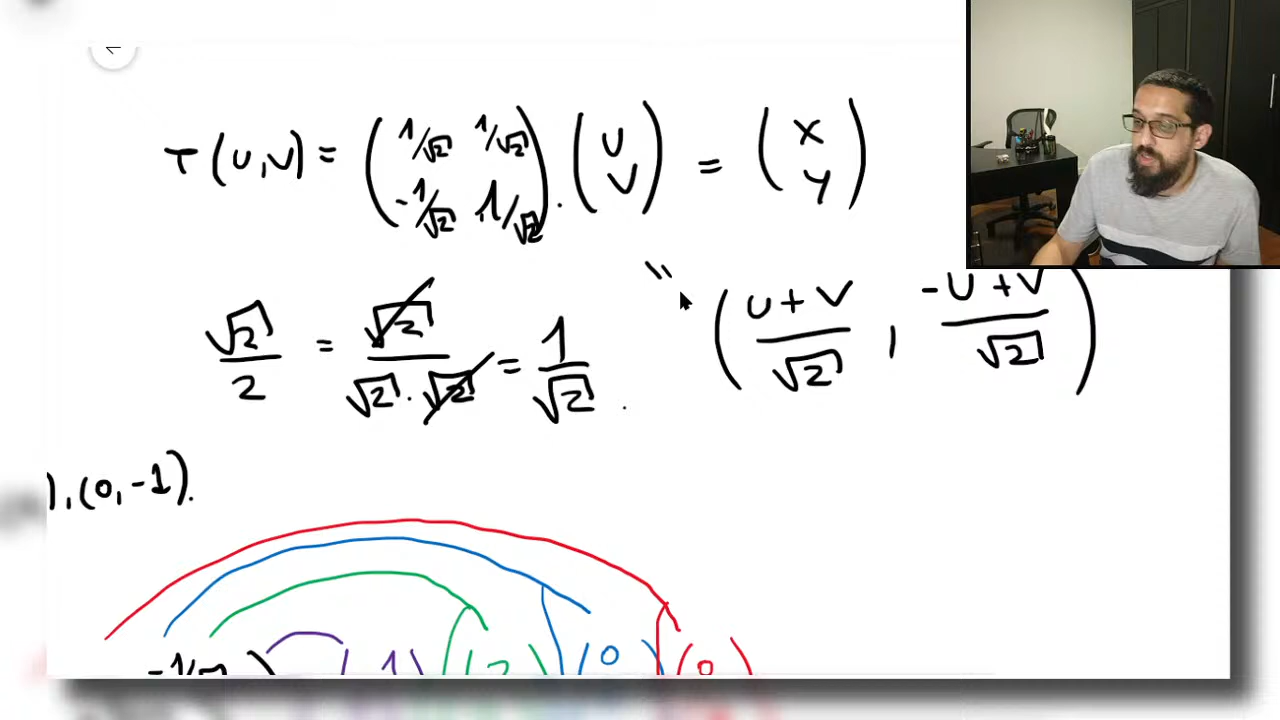 T(U,V) = (1/√2 1/√2 -1/√2 1/√2) . (U V) = (X Y)
√2/2 = √2/√2.√2 = 1/√2 .
" (U+V/√2 , -U+V/√2)
), (0, -1).